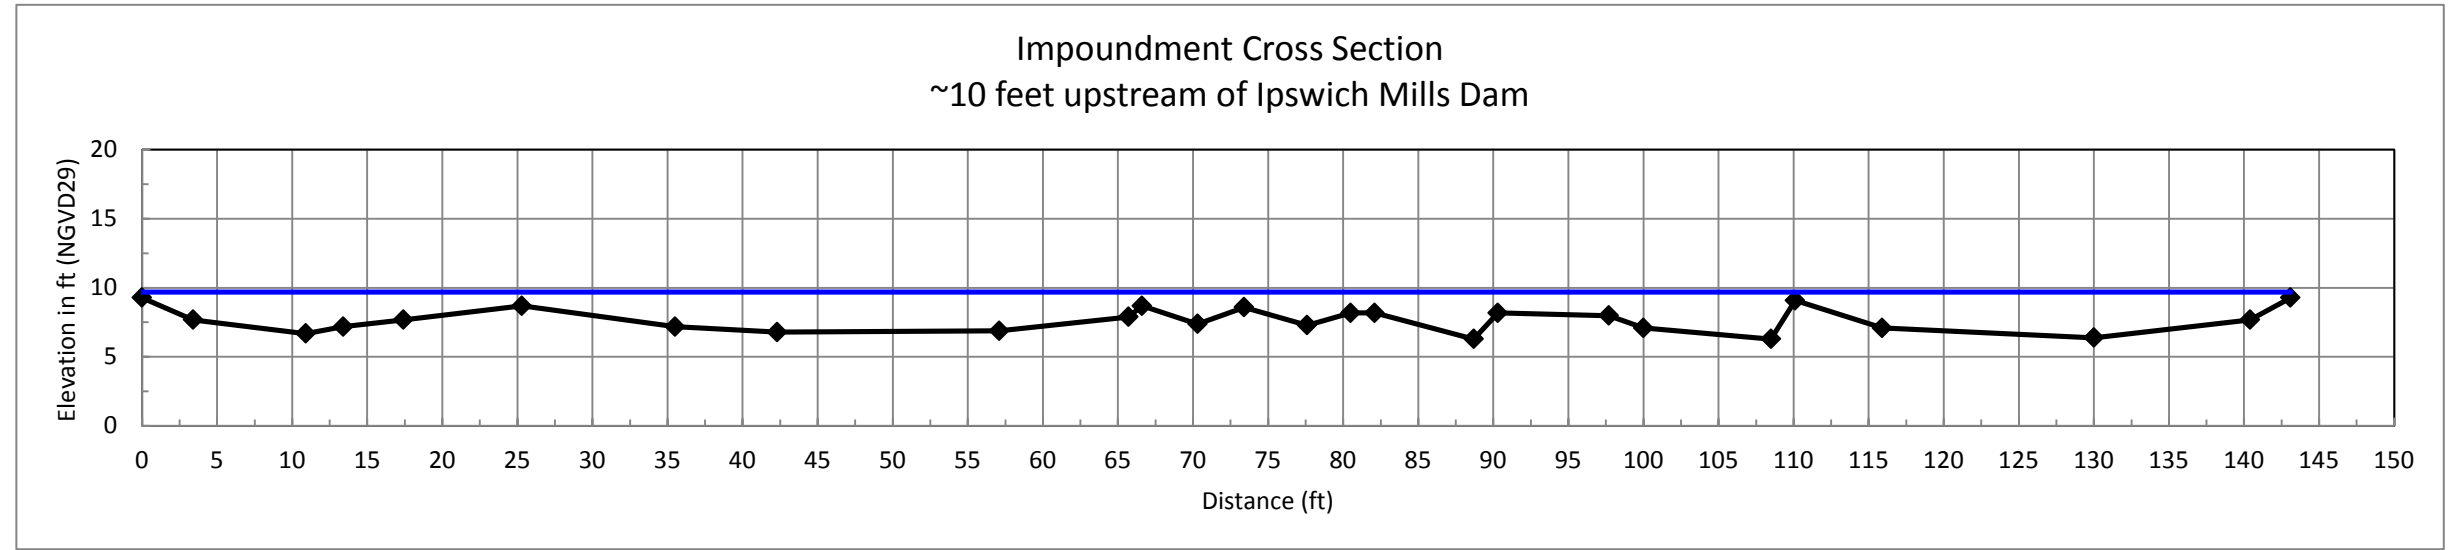 Impoundment Cross Section
~10 feet upstream of Ipswich Mills Dam
Elevation in ft (NGVD29)
20
15
10
5
0
0 5 10 15 20 25 30 35 40 45 50 55 60 65 70 75 80 85 90 95 100 105 110 115 120 125 130 135 140 145 150
Distance (ft)